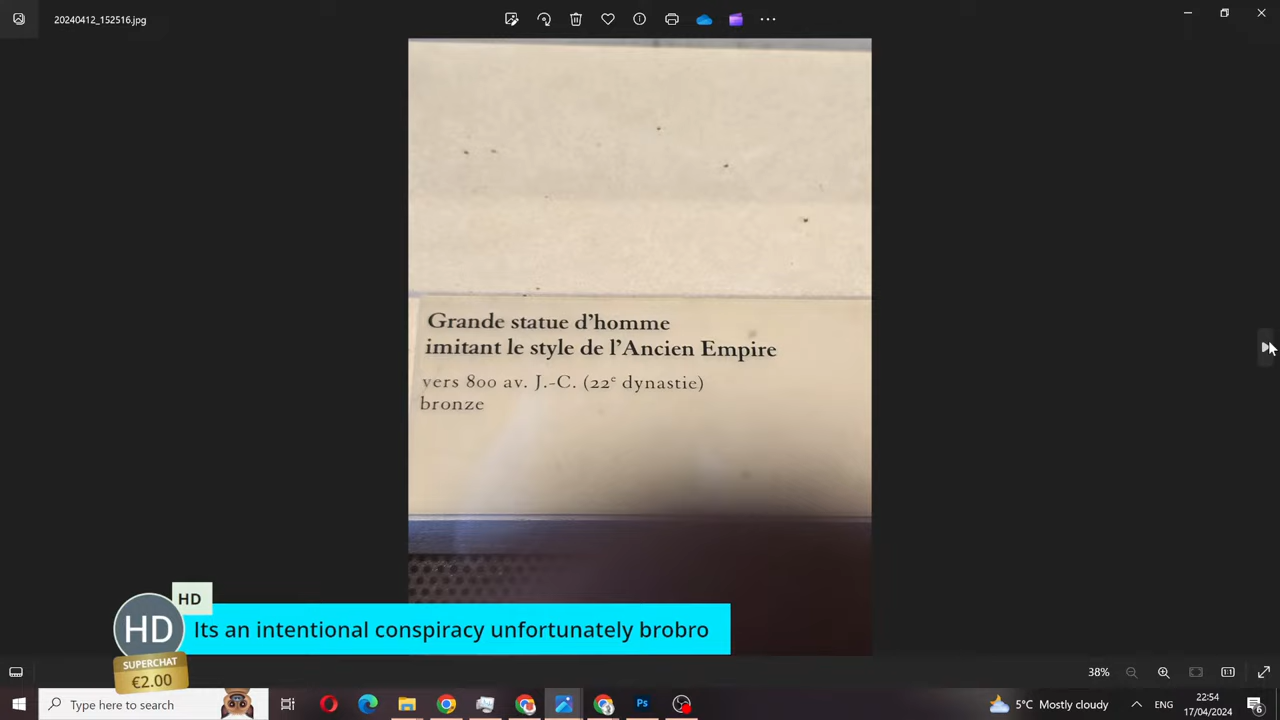 20240412_152516.jpg
Grande statue d'homme
imitant le style de l'Ancien Empire
vers 800 av. J.-C. (22e dynastie)
bronze
HD
HD
Its an intentional conspiracy unfortunately brobro
SUPERCHAT
€2.00
38%
Type here to search
Ps
5°C Mostly cloudy
ENG
22:54
17/04/2024
6